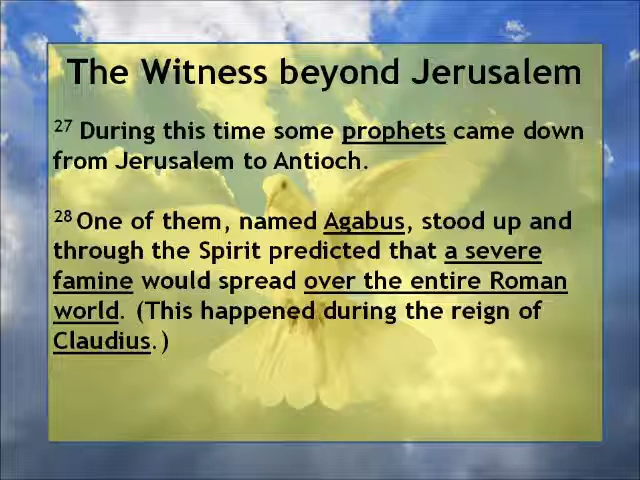 The Witness beyond Jerusalem
27 During this time some prophets came down
from Jerusalem to Antioch.
28 One of them, named Agabus, stood up and
through the Spirit predicted that a severe
famine would spread over the entire Roman
world. (This happened during the reign of
Claudius.)